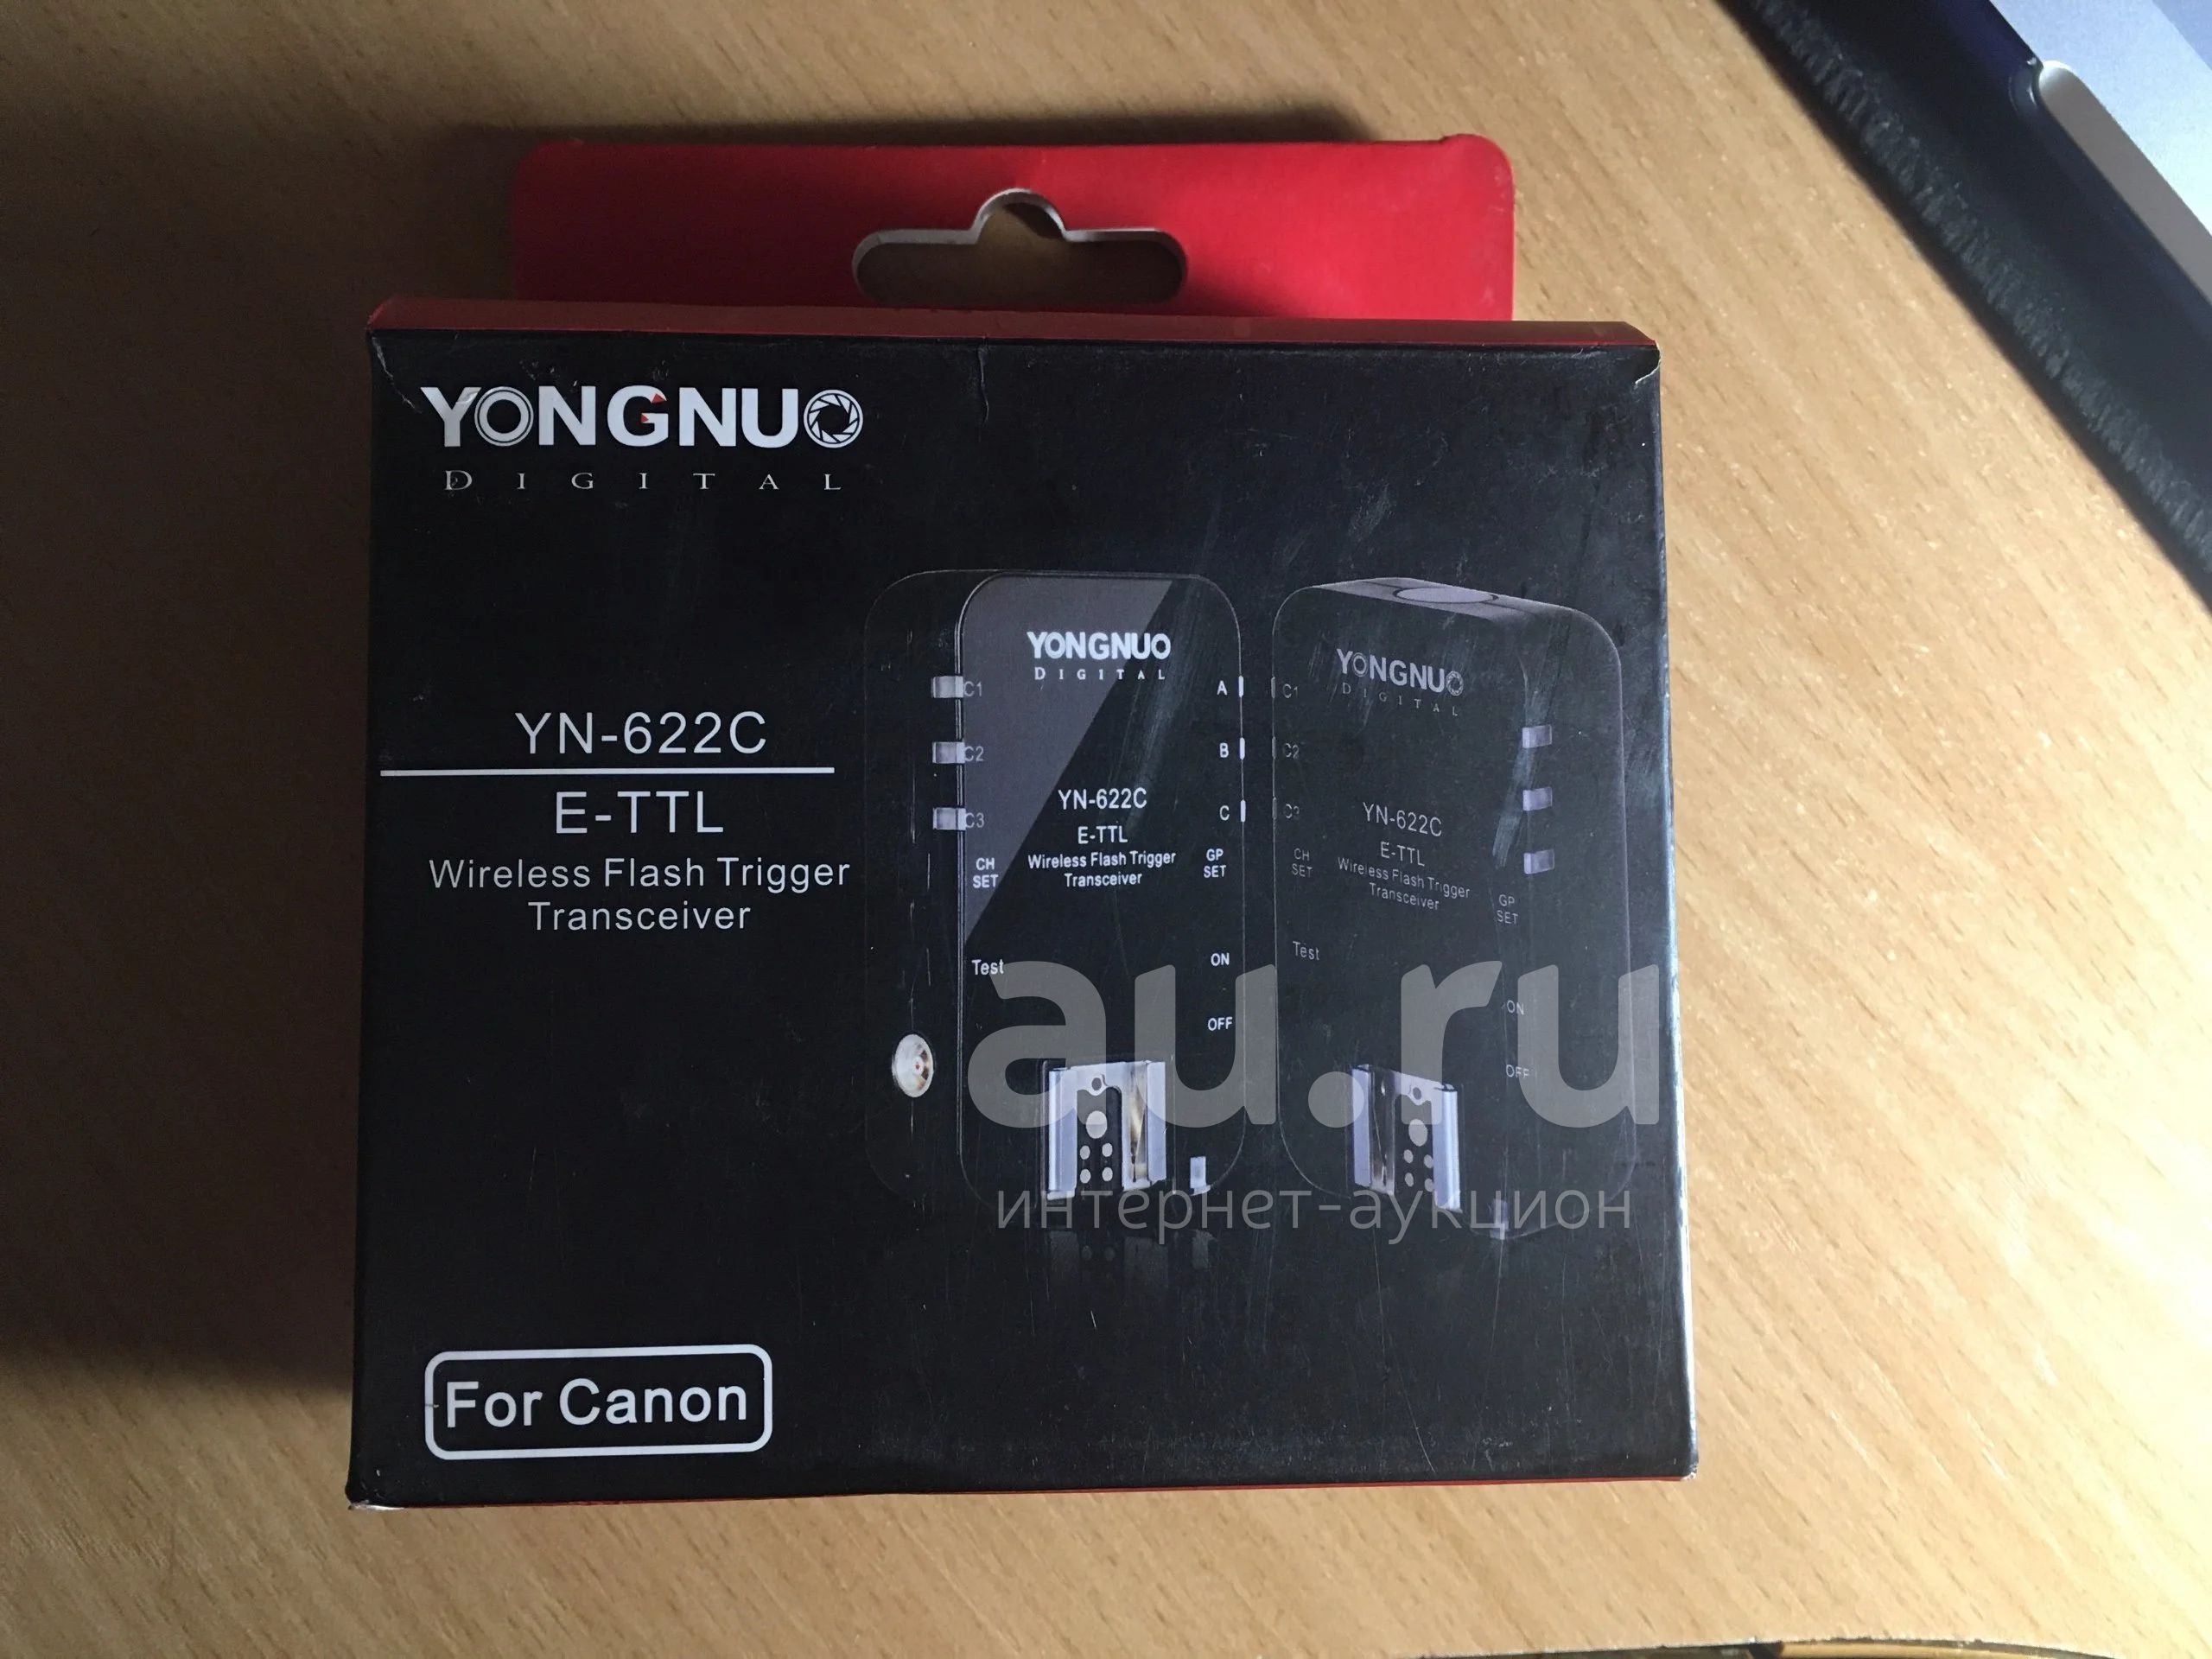 YONGNUO
DIGITAL
YN-622C
E-TTL
Wireless Flash Trigger
Transceiver
For Canon
YONGNUO
DIGITAL
C1
C2
C3
A
B
C
YN-622C
E-TTL
Wireless Flash Trigger
Transceiver
CH
SET
GP
SET
Test
ON
OFF
YONGNUO
DIGITAL
C1
C2
C3
YN-622C
E-TTL
Wireless Flash Trigger
Transceiver
CH
SET
GP
SET
Test
ON
OFF
au.ru
интернет-аукцион